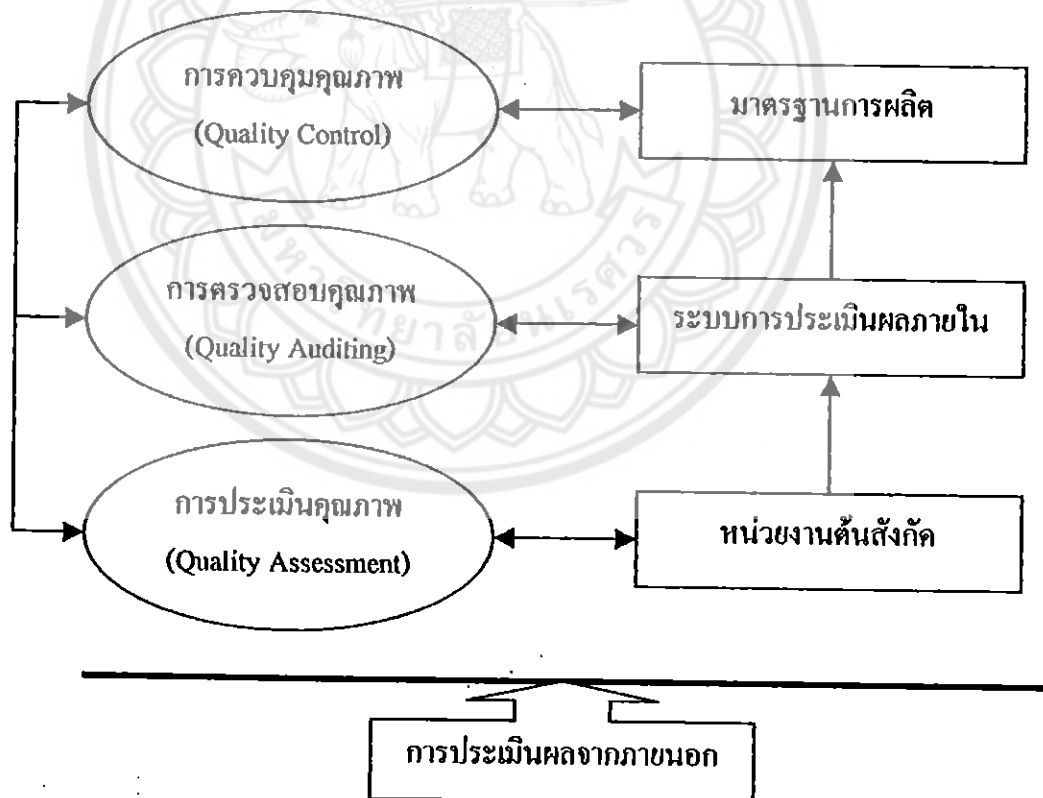 การควบคุมคุณภาพ
(Quality Control)
มาตรฐานการผลิต
การตรวจสอบคุณภาพ
(Quality Auditing)
ระบบการประเมินผลภายใน
การประเมินคุณภาพ
(Quality Assessment)
หน่วยงานต้นสังกัด
การประเมินผลจากภายนอก